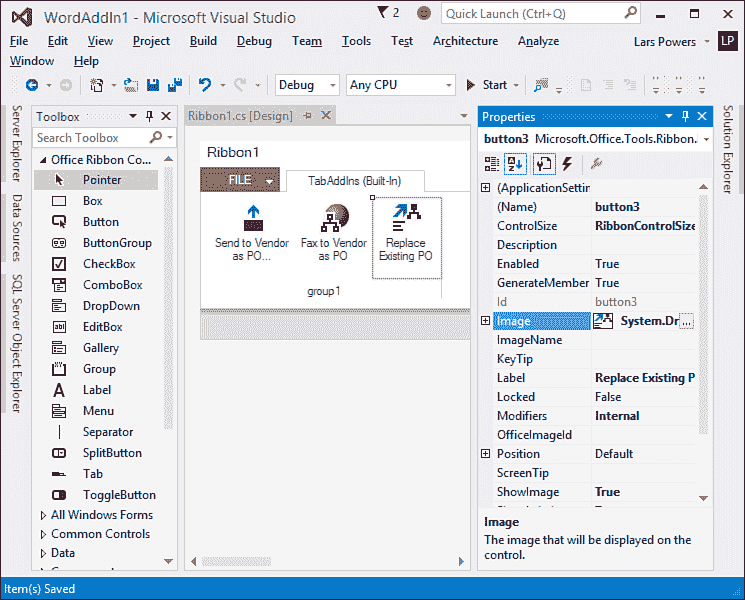 WordAddIn1 - Microsoft Visual Studio
2
Quick Launch (Ctrl+Q)
File Edit View Project Build Debug Team Tools Test Architecture Analyze
Lars Powers LP
Window Help
Debug Any CPU Start
Server Explorer
Data Sources
SQL Server Object Explorer
Toolbox
Search Toolbox
Office Ribbon Co...
Pointer
Box
Button
ButtonGroup
CheckBox
ComboBox
DropDown
EditBox
Gallery
Group
Label
Menu
Separator
SplitButton
Tab
ToggleButton
All Windows Forms
Common Controls
Data
Ribbon1.cs [Design]
Ribbon1
FILE TabAddIns (Built-In)
Send to Vendor
as PO...
Fax to Vendor
as PO
Replace
Existing PO
group1
Properties
button3 Microsoft.Office.Tools.Ribbon.
(ApplicationSettin
(Name) button3
ControlSize RibbonControlSize
Description
Enabled True
GenerateMember True
Id button3
Image System.Dr ...
ImageName
KeyTip
Label Replace Existing P
Locked False
Modifiers Internal
OfficeImageId
Position Default
ScreenTip
ShowImage True
Image
The image that will be displayed on the
control.
Solution Explorer
Item(s) Saved